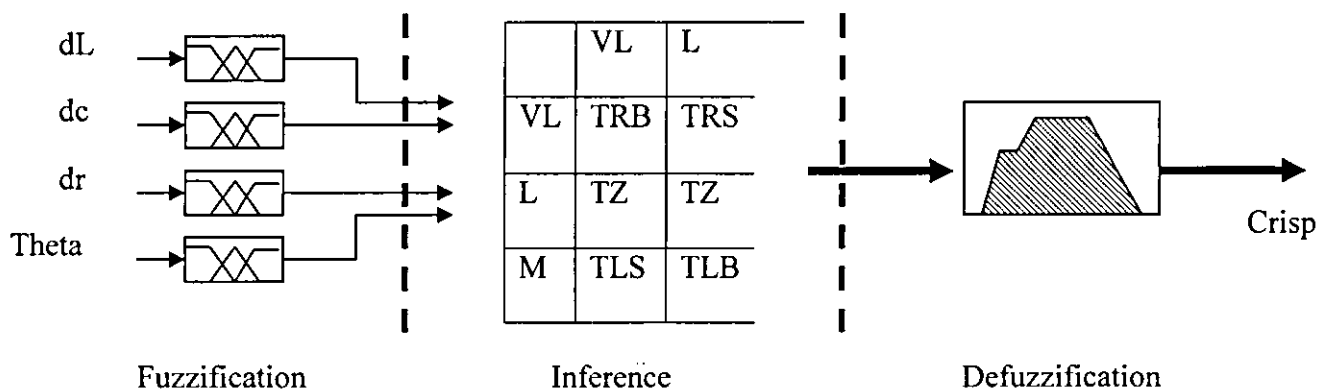 dL
dc
dr
Theta
VL L
VL TRB TRS
L TZ TZ
M TLS TLB
Crisp
Fuzzification Inference Defuzzification